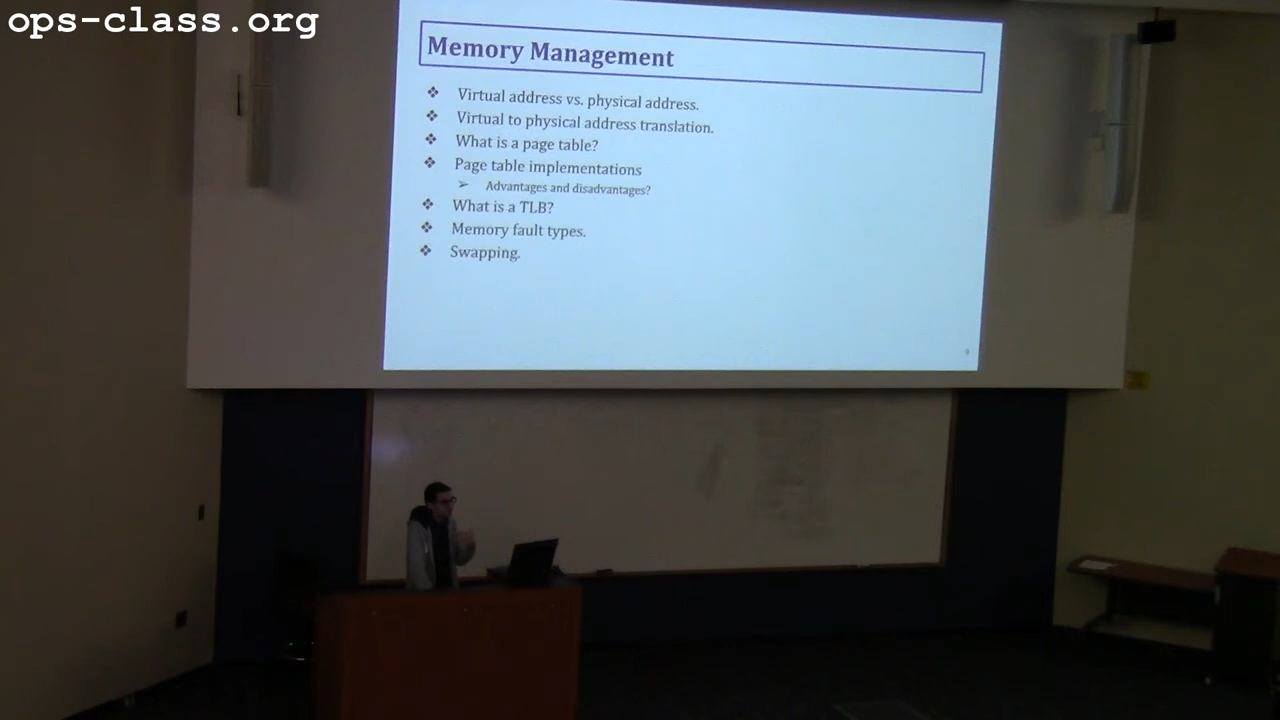 ops-class.org
Memory Management
❖ Virtual address vs. physical address.
❖ Virtual to physical address translation.
❖ What is a page table?
❖ Page table implementations
➢ Advantages and disadvantages?
❖ What is a TLB?
❖ Memory fault types.
❖ Swapping.